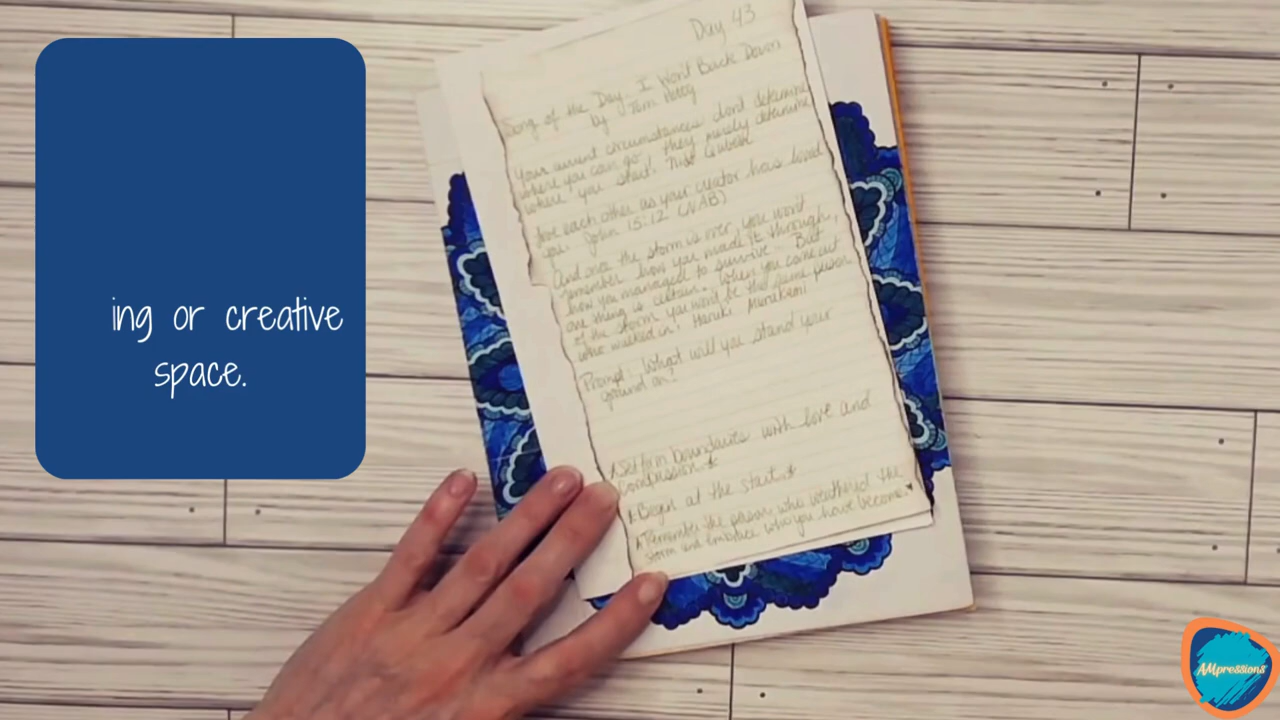 ing or creative
space.
Day 43
Song of the Day: I Won't Back Down
by Tom Petty
Your current circumstances don't determine
where you can go. They merely determine
where you start. Nido Qubein
Love each other as your creator has loved
you. John 15:12 (NAB)
And once the storm is over, you won't
remember how you made it through,
how you managed to survive. But
one thing is certain. When you come out
of the storm you won't be the same person
who walked in. Haruki Murakami
Prompt: What will you stand your
ground on?
*Set firm boundaries with love and
Compassion*
*Begin at the start*
*Remember the person who weathered the
storm and embrace who you have become.
AMpressions